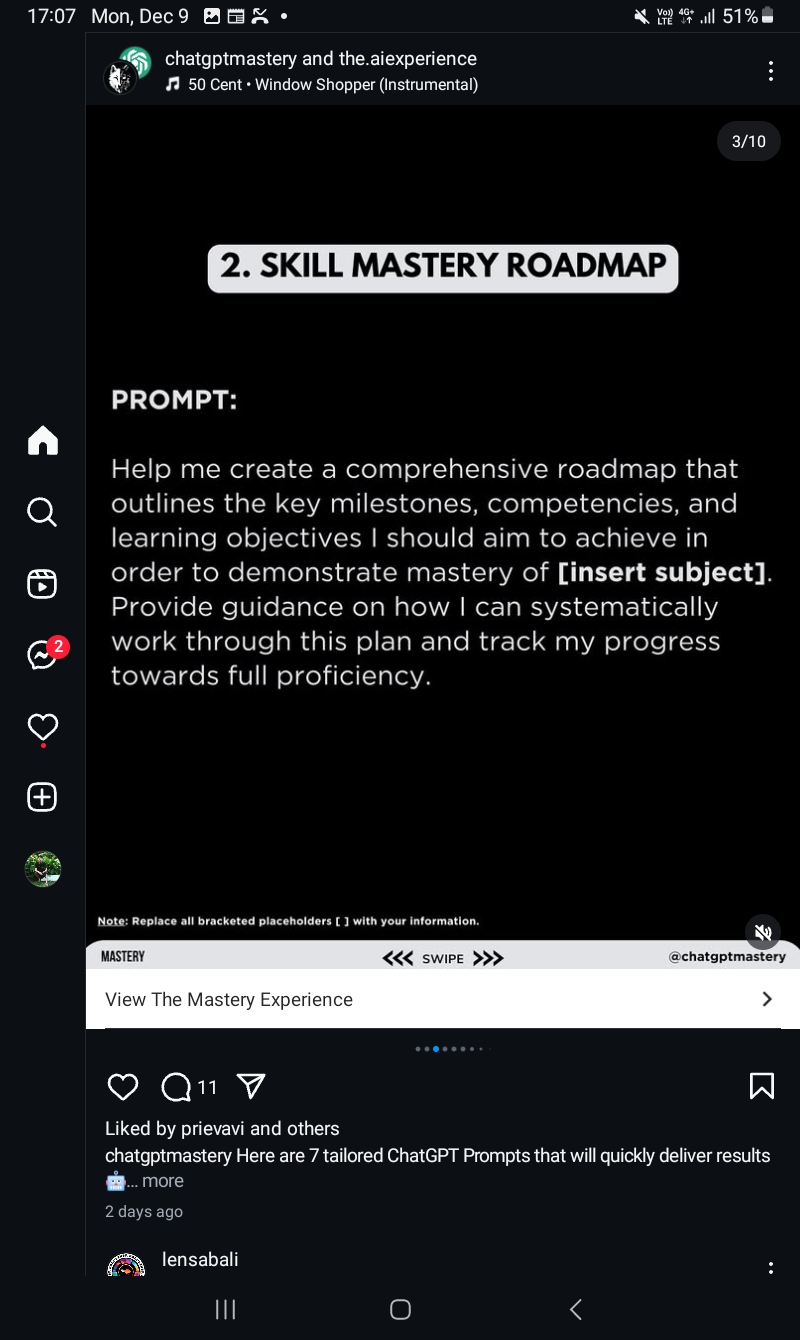 17:07 Mon, Dec 9
Vo)) LTE 4G+ 51%
chatgptmastery and the.aiexperience
50 Cent • Window Shopper (Instrumental)
3/10
2. SKILL MASTERY ROADMAP
PROMPT:
Help me create a comprehensive roadmap that
outlines the key milestones, competencies, and
learning objectives I should aim to achieve in
order to demonstrate mastery of [insert subject].
Provide guidance on how I can systematically
work through this plan and track my progress
towards full proficiency.
2
Note: Replace all bracketed placeholders [ ] with your information.
MASTERY <<< SWIPE >>> @chatgptmastery
View The Mastery Experience
11
Liked by prievavi and others
chatgptmastery Here are 7 tailored ChatGPT Prompts that will quickly deliver results
🤖... more
2 days ago
lensabali